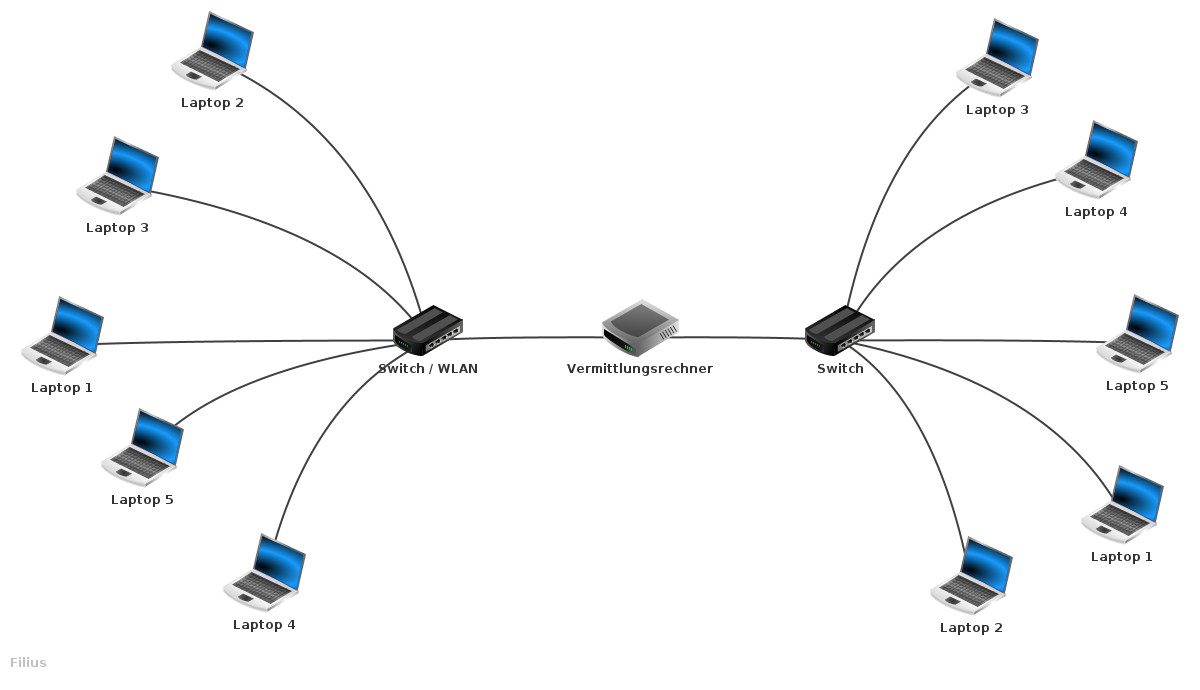 Laptop 2
Laptop 3
Laptop 3
Laptop 4
Laptop 1
Switch / WLAN
Vermittlungsrechner
Switch
Laptop 5
Laptop 5
Laptop 1
Laptop 4
Laptop 2
Filius